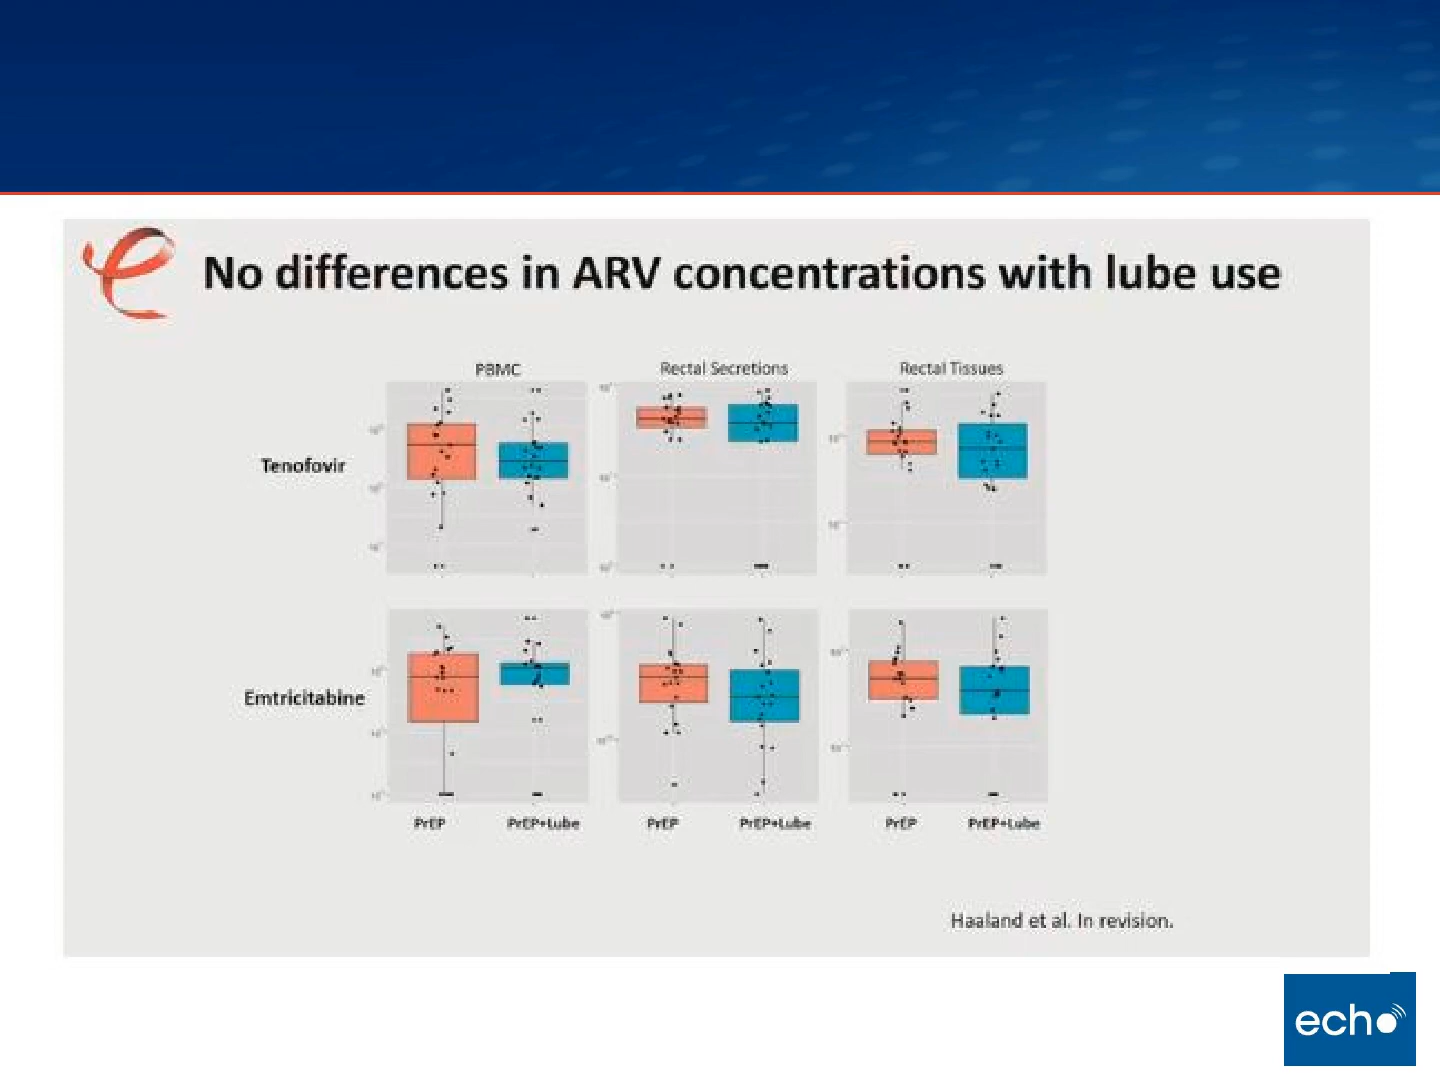 No differences in ARV concentrations with lube use
PBMC
Rectal Secretions
Rectal Tissues
Tenofovir
Emtricitabine
PrEP
PrEP+Lube
PrEP
PrEP+Lube
PrEP
PrEP+Lube
Haaland et al. In revision.
echo